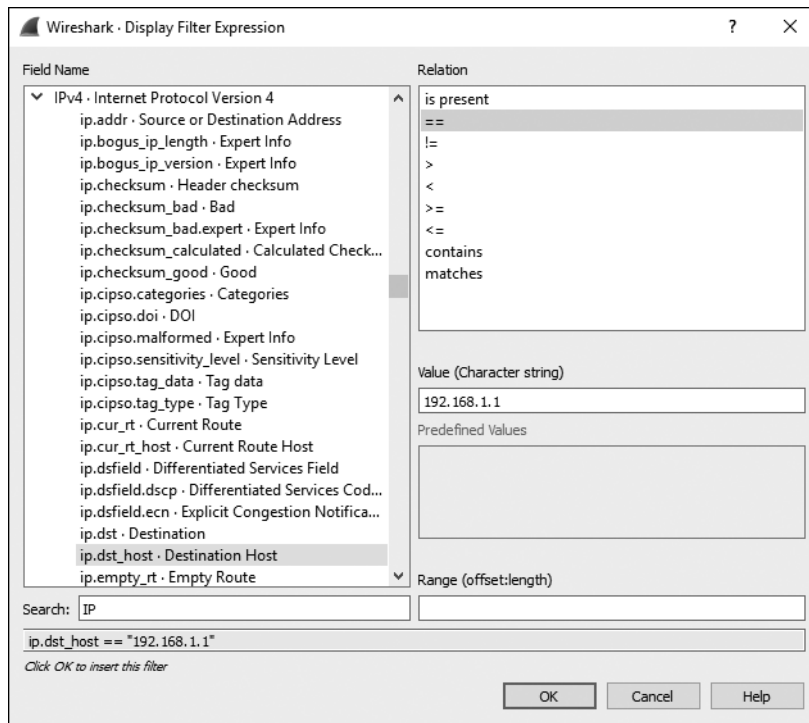 Wireshark · Display Filter Expression
? ×
Field Name
IPv4 · Internet Protocol Version 4
ip.addr · Source or Destination Address
ip.bogus_ip_length · Expert Info
ip.bogus_ip_version · Expert Info
ip.checksum · Header checksum
ip.checksum_bad · Bad
ip.checksum_bad.expert · Expert Info
ip.checksum_calculated · Calculated Check...
ip.checksum_good · Good
ip.cipso.categories · Categories
ip.cipso.doi · DOI
ip.cipso.malformed · Expert Info
ip.cipso.sensitivity_level · Sensitivity Level
ip.cipso.tag_data · Tag data
ip.cipso.tag_type · Tag Type
ip.cur_rt · Current Route
ip.cur_rt_host · Current Route Host
ip.dsfield · Differentiated Services Field
ip.dsfield.dscp · Differentiated Services Cod...
ip.dsfield.ecn · Explicit Congestion Notifica...
ip.dst · Destination
ip.dst_host · Destination Host
ip.empty_rt · Empty Route
Search: IP
Relation
is present
==
!=
>
<
>=
<=
contains
matches
Value (Character string)
192.168.1.1
Predefined Values
Range (offset:length)
ip.dst_host == "192.168.1.1"
Click OK to insert this filter
OK Cancel Help